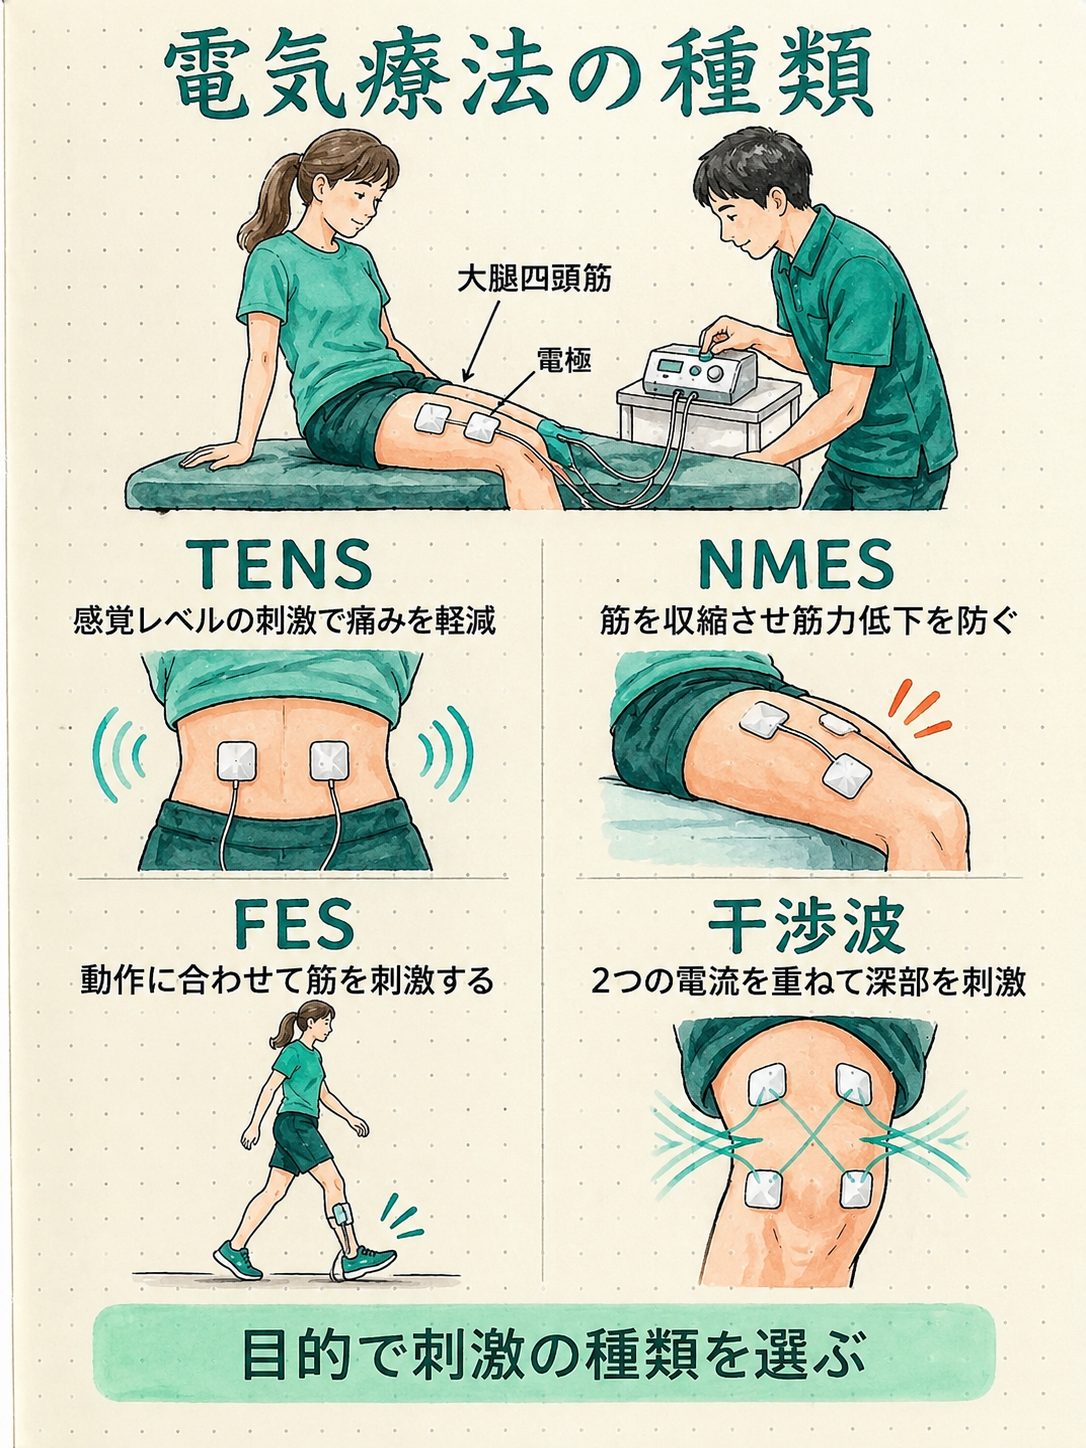 電気療法の種類
大腿四頭筋
電極
TENS
感覚レベルの刺激で痛みを軽減
NMES
筋を収縮させ筋力低下を防ぐ
FES
動作に合わせて筋を刺激する
干渉波
2つの電流を重ねて深部を刺激
目的で刺激の種類を選ぶ